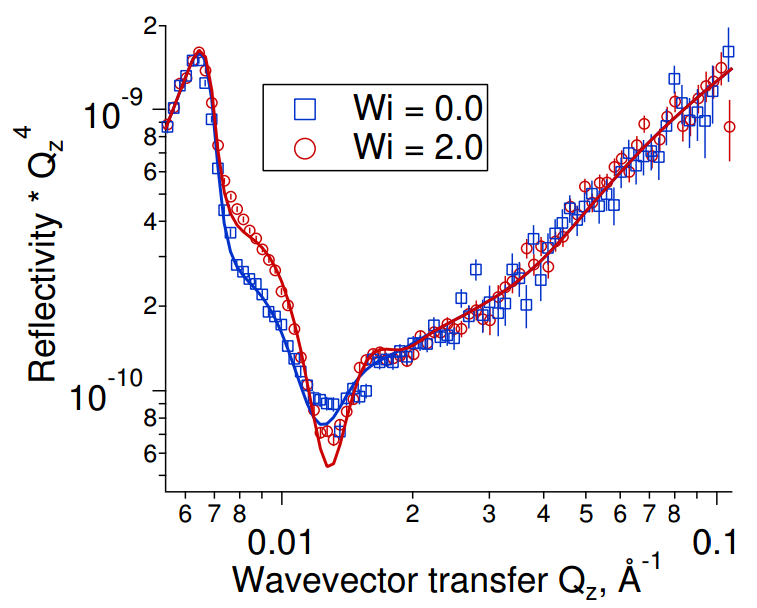 2
10^-9
8
6
4
2
10^-10
8
6
Reflectivity * Q_z^4
Wi = 0.0
Wi = 2.0
6 7 8 2 3 4 5 6 7 8
0.01 0.1
Wavevector transfer Q_z, Å^-1